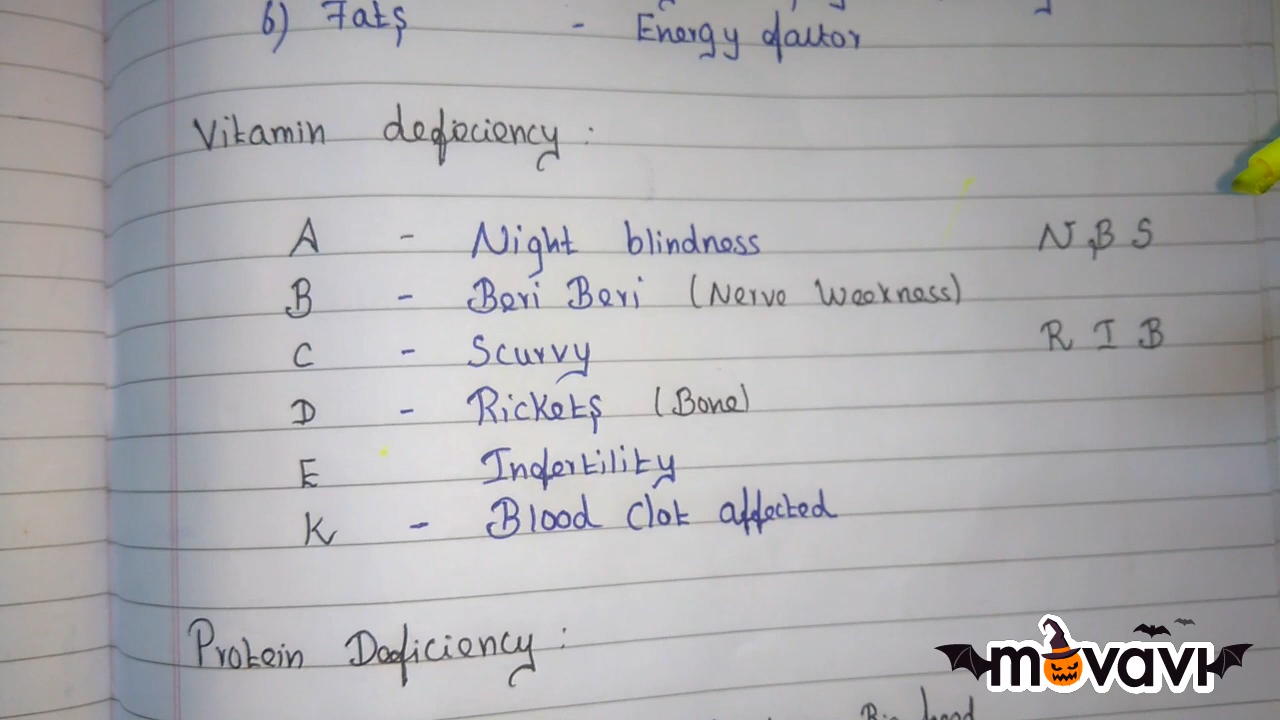 6) Fats - Energy factor
Vitamin deficiency :
A - Night blindness N,B S
B - Beri Beri (Nerve Weakness)
C - Scurvy R I B
D - Rickets (Bone)
E Infertility
K - Blood Clot affected
Protein Deficiency :
movavi